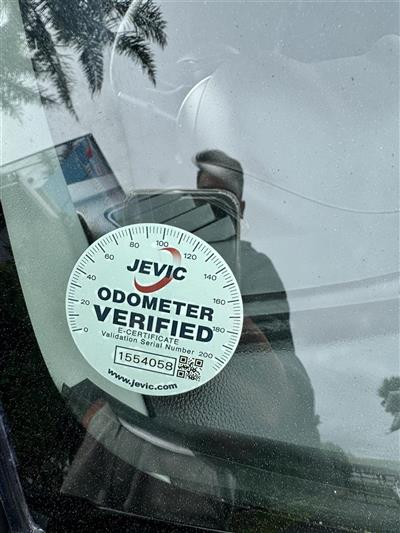 0 20 40 60 80 100 120 140 160 180 200
JEVIC
ODOMETER
VERIFIED
E-CERTIFICATE
Validation Serial Number
1554058
www.jevic.com